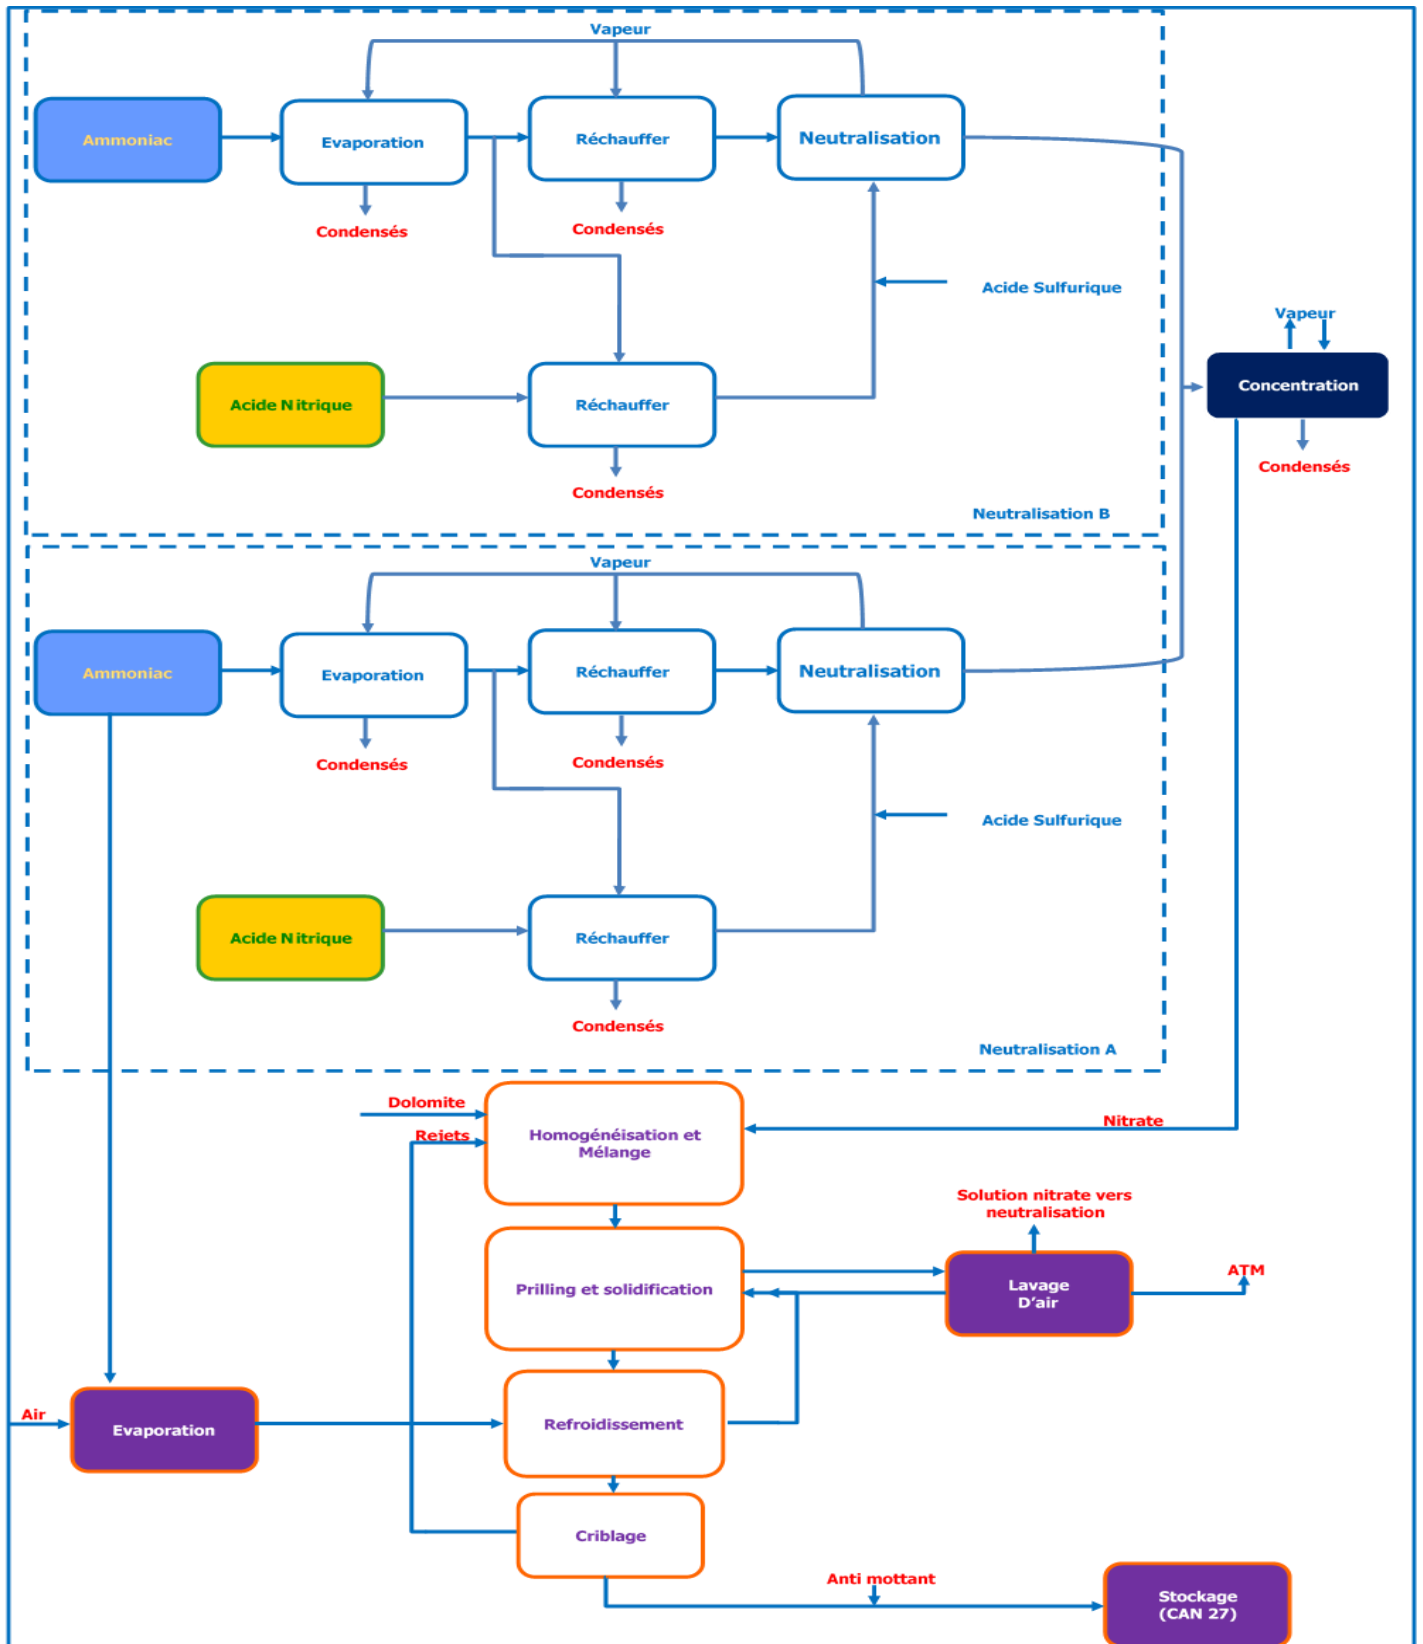 Vapeur
Ammoniac
Evaporation
Réchauffer
Neutralisation
Condensés
Condensés
Acide Sulfurique
Vapeur
Concentration
Acide Nitrique
Réchauffer
Condensés
Condensés
Neutralisation B
Vapeur
Ammoniac
Evaporation
Réchauffer
Neutralisation
Condensés
Condensés
Acide Sulfurique
Acide Nitrique
Réchauffer
Condensés
Neutralisation A
Dolomite
Rejets
Homogénéisation et
Mélange
Nitrate
Solution nitrate vers
neutralisation
Prilling et solidification
Lavage
D’air
ATM
Air
Evaporation
Refroidissement
Criblage
Anti mottant
Stockage
(CAN 27)